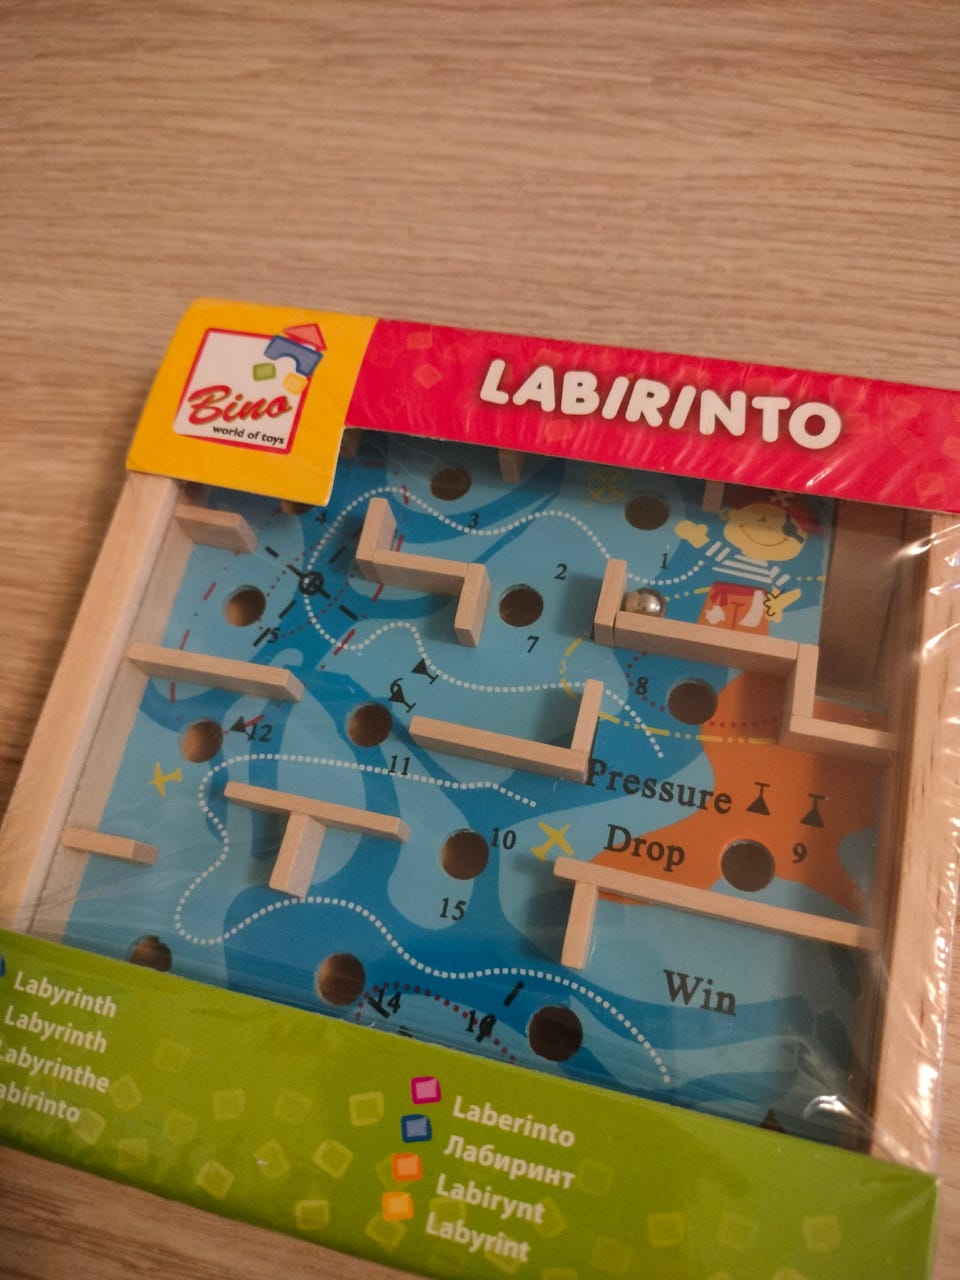 Bino
world of toys
LABIRINTO
3
4
1
2
5
7
6
8
12
11
Pressure
Drop
10
9
15
Win
14
Labyrinth
Labyrinth
Labyrinthe
abirinto
Laberinto
Лабиринт
Labirynt
Labyrint